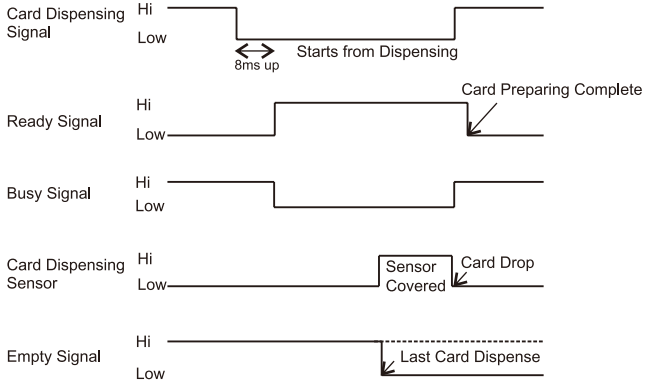 Card Dispensing
Signal
Hi
Low
8ms up
Starts from Dispensing
Ready Signal
Hi
Low
Card Preparing Complete
Busy Signal
Hi
Low
Card Dispensing
Sensor
Hi
Low
Sensor
Covered
Card Drop
Empty Signal
Hi
Low
Last Card Dispense